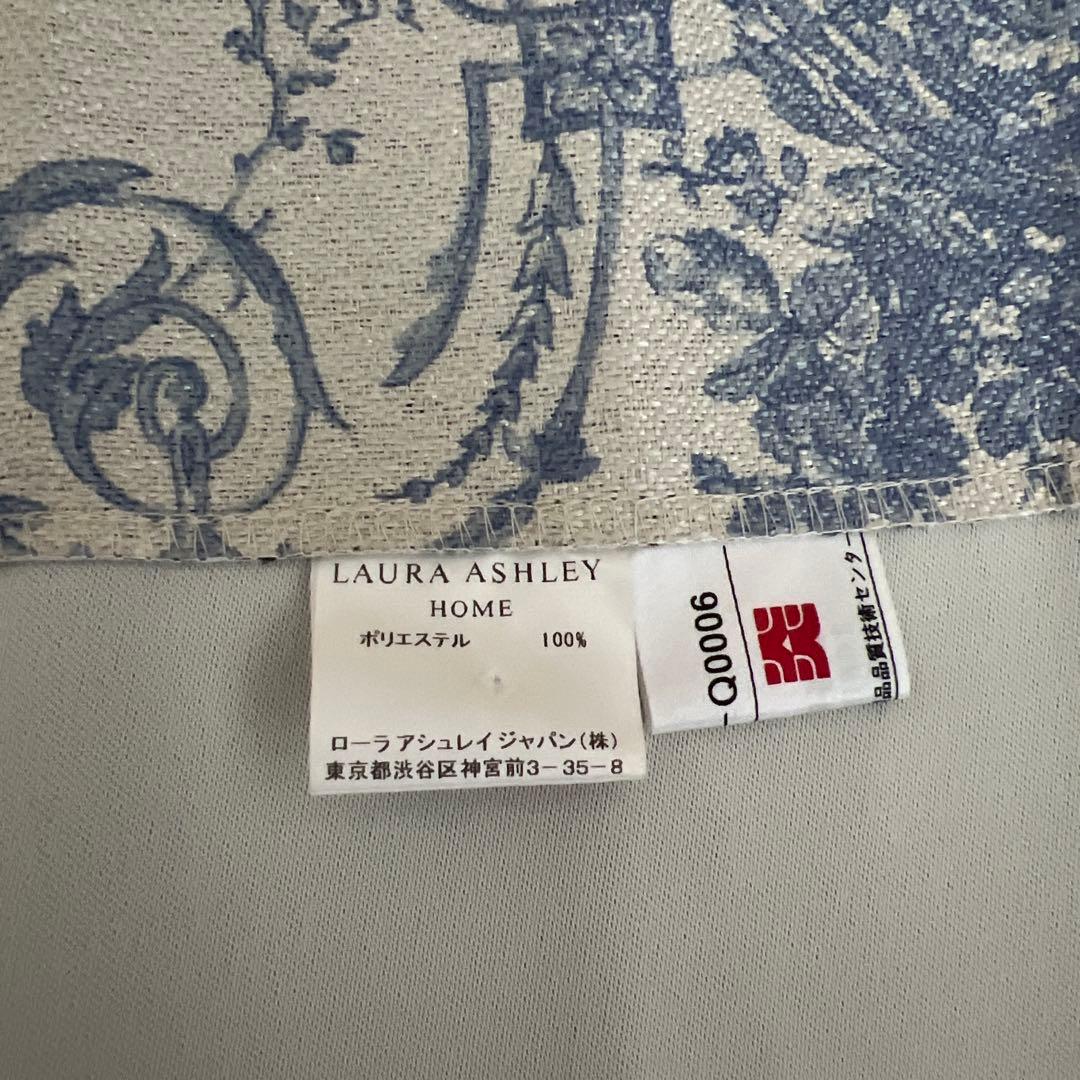 LAURA ASHLEY
HOME
ポリエステル 100%
ローラ アシュレイ ジャパン(株)
東京都渋谷区神宮前3-35-8
-Q0006
品品質技術センター